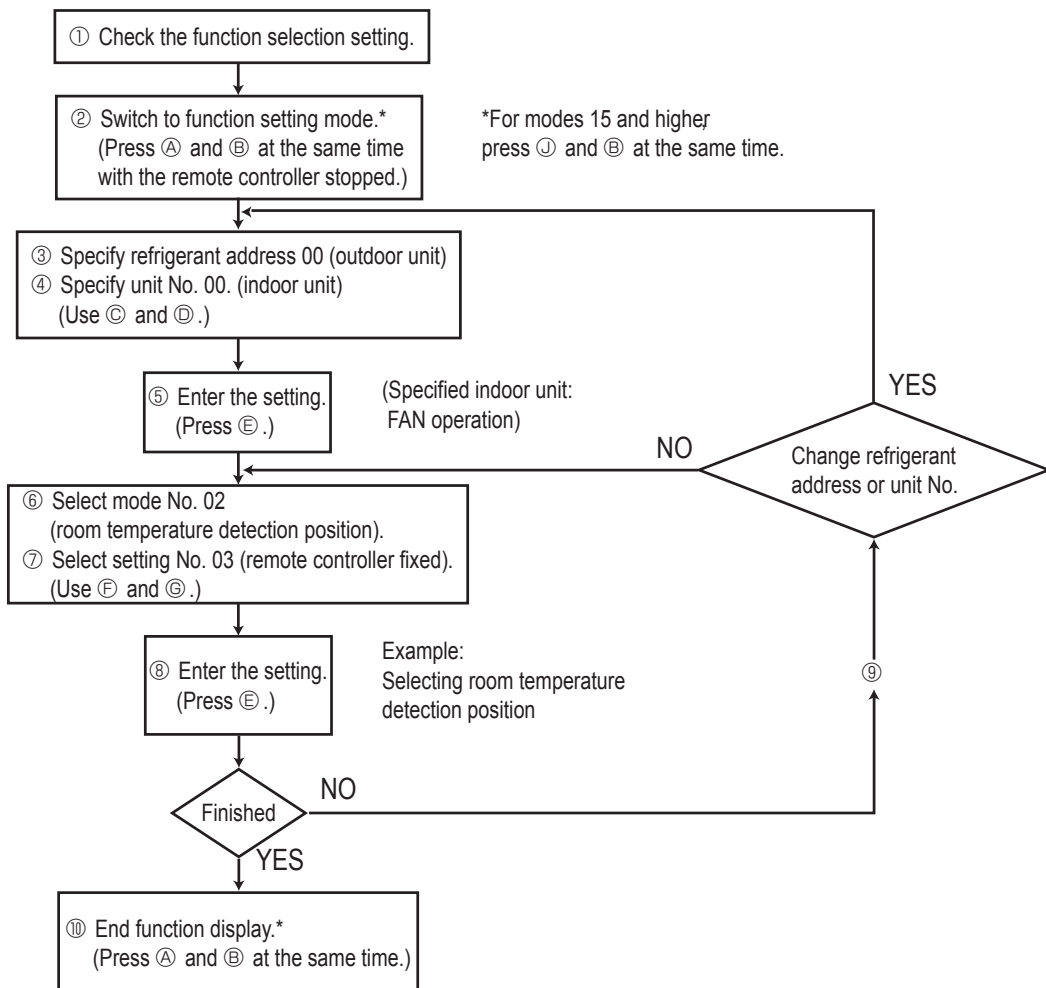 ① Check the function selection setting.
② Switch to function setting mode.*
(Press Ⓐ and Ⓑ at the same time
with the remote controller stopped.)
*For modes 15 and higher,
press Ⓙ and Ⓑ at the same time.
③ Specify refrigerant address 00 (outdoor unit)
④ Specify unit No. 00. (indoor unit)
(Use Ⓒ and Ⓓ.)
⑤ Enter the setting.
(Press Ⓔ.)
(Specified indoor unit:
FAN operation)
YES
NO
Change refrigerant
address or unit No.
⑥ Select mode No. 02
(room temperature detection position).
⑦ Select setting No. 03 (remote controller fixed).
(Use Ⓕ and Ⓖ.)
⑧ Enter the setting.
(Press Ⓔ.)
Example:
Selecting room temperature
detection position
⑨
Finished
NO
YES
⑩ End function display.*
(Press Ⓐ and Ⓑ at the same time.)